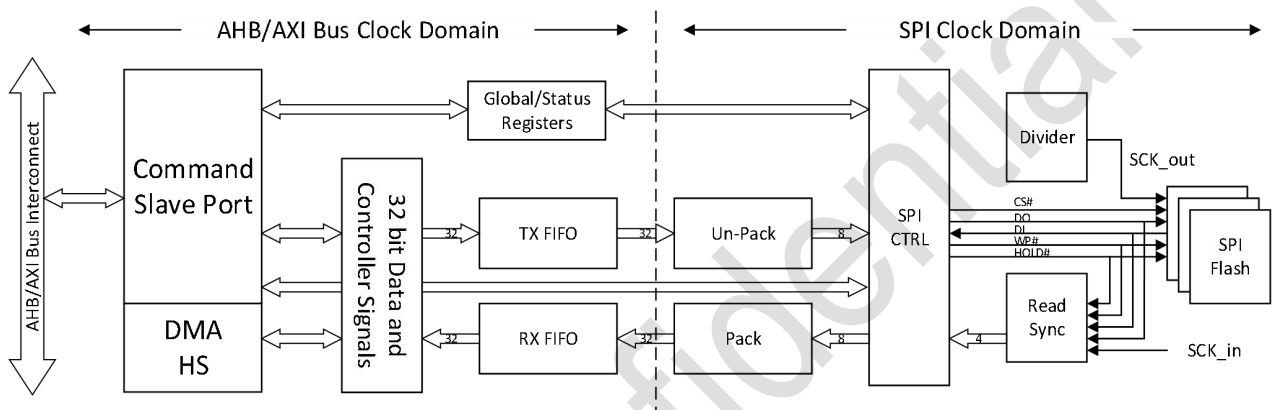 AHB/AXI Bus Clock Domain
SPI Clock Domain
AHB/AXI Bus Interconnect
Command
Slave Port
DMA
HS
Global/Status
Registers
32 bit Data and
Controller Signals
32
TX FIFO
32
Un-Pack
8
32
RX FIFO
32
Pack
8
SPI
CTRL
Divider
SCK_out
CS#
DO
DI
WP#
HOLD#
SPI
Flash
Read
Sync
4
SCK_in
fidential